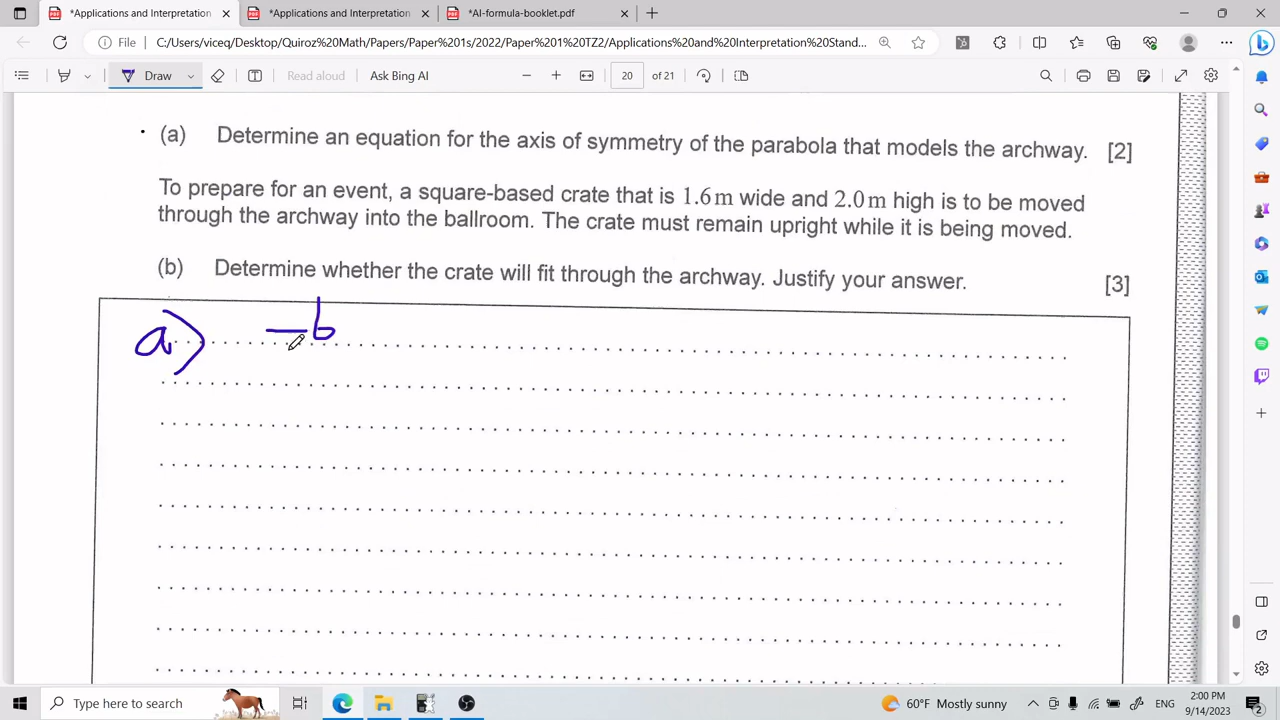 *Applications and Interpretation
*Applications and Interpretation
*AI-formula-booklet.pdf
File
C:/Users/viceq/Desktop/Quiroz%20Math/Papers/Paper%201s/2022/Paper%201%20TZ2/Applications%20and%20Interpretation%20Stand...
Draw
Read aloud
Ask Bing AI
20
of 21
(a) Determine an equation for the axis of symmetry of the parabola that models the archway. [2]
To prepare for an event, a square-based crate that is 1.6 m wide and 2.0 m high is to be moved
through the archway into the ballroom. The crate must remain upright while it is being moved.
(b) Determine whether the crate will fit through the archway. Justify your answer. [3]
a) -b
Type here to search
60°F Mostly sunny
ENG
2:00 PM
9/14/2023
2